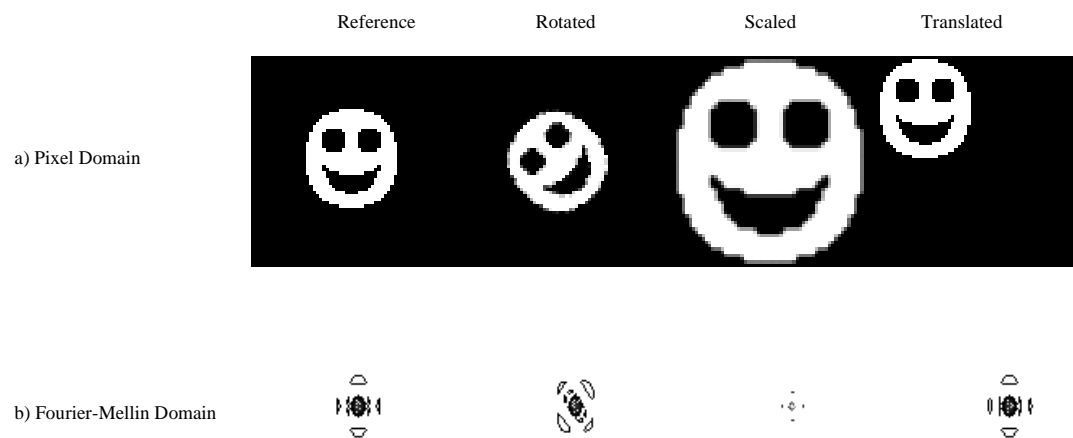 Reference Rotated Scaled Translated
a) Pixel Domain
b) Fourier-Mellin Domain